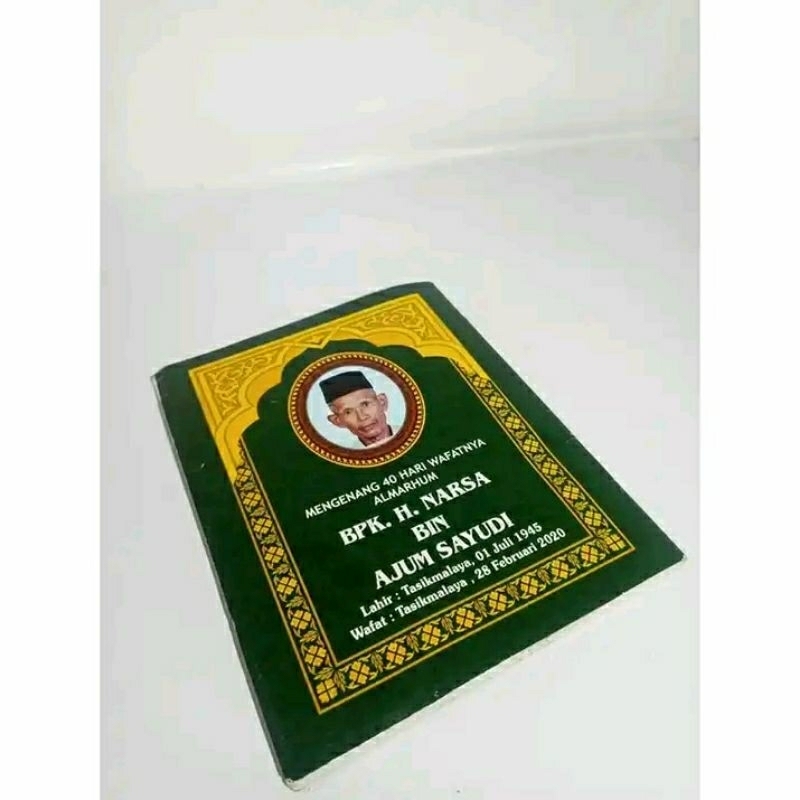 MENGENANG 40 HARI WAFATNYA
ALMARHUM
BPK. H. NARSA
BIN
AJUM SAYUDI
Lahir : Tasikmalaya, 01 Juli 1945
Wafat : Tasikmalaya , 28 Februari 2020